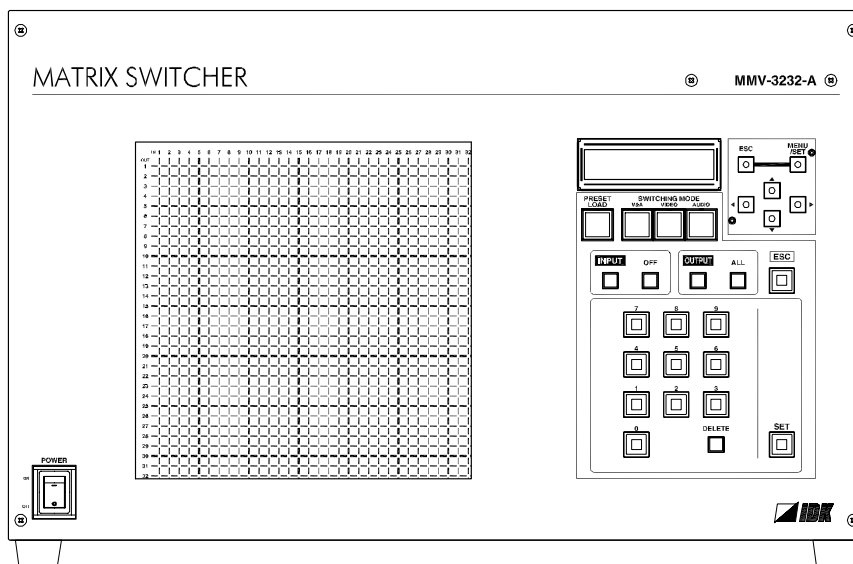 MATRIX SWITCHER
MMV-3232-A
IN 1 2 3 4 5 6 7 8 9 10 11 12 13 14 15 16 17 18 19 20 21 22 23 24 25 26 27 28 29 30 31 32
OUT
1
2
3
4
5
6
7
8
9
10
11
12
13
14
15
16
17
18
19
20
21
22
23
24
25
26
27
28
29
30
31
32
ESC
MENU
/SET
PRESET
LOAD
SWITCHING MODE
VGA VIDEO AUDIO
INPUT OFF
OUTPUT ALL
ESC
7 8 9
4 5 6
1 2 3
0 DELETE
SET
POWER
ON
OFF
IDK